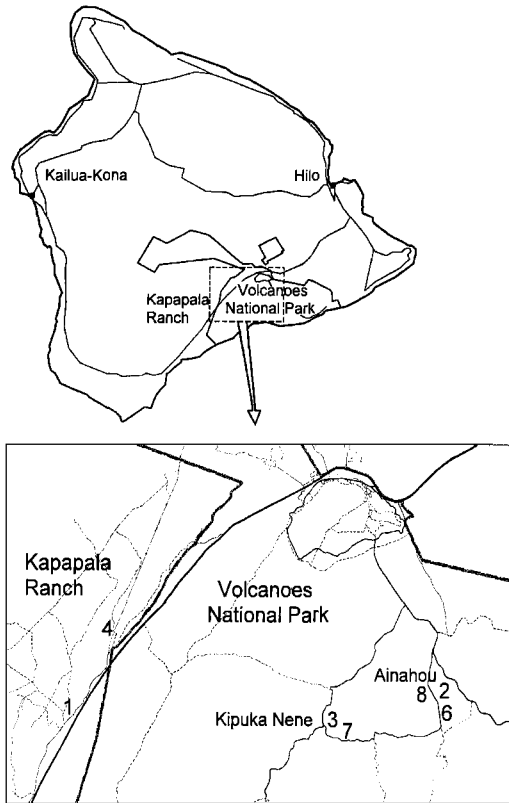 Kailua-Kona
Hilo
Kapapala
Ranch
Volcanoes
National Park
Kapapala
Ranch
Volcanoes
National Park
4
1
Ainahou
8
2
6
Kipuka Nene
3
7